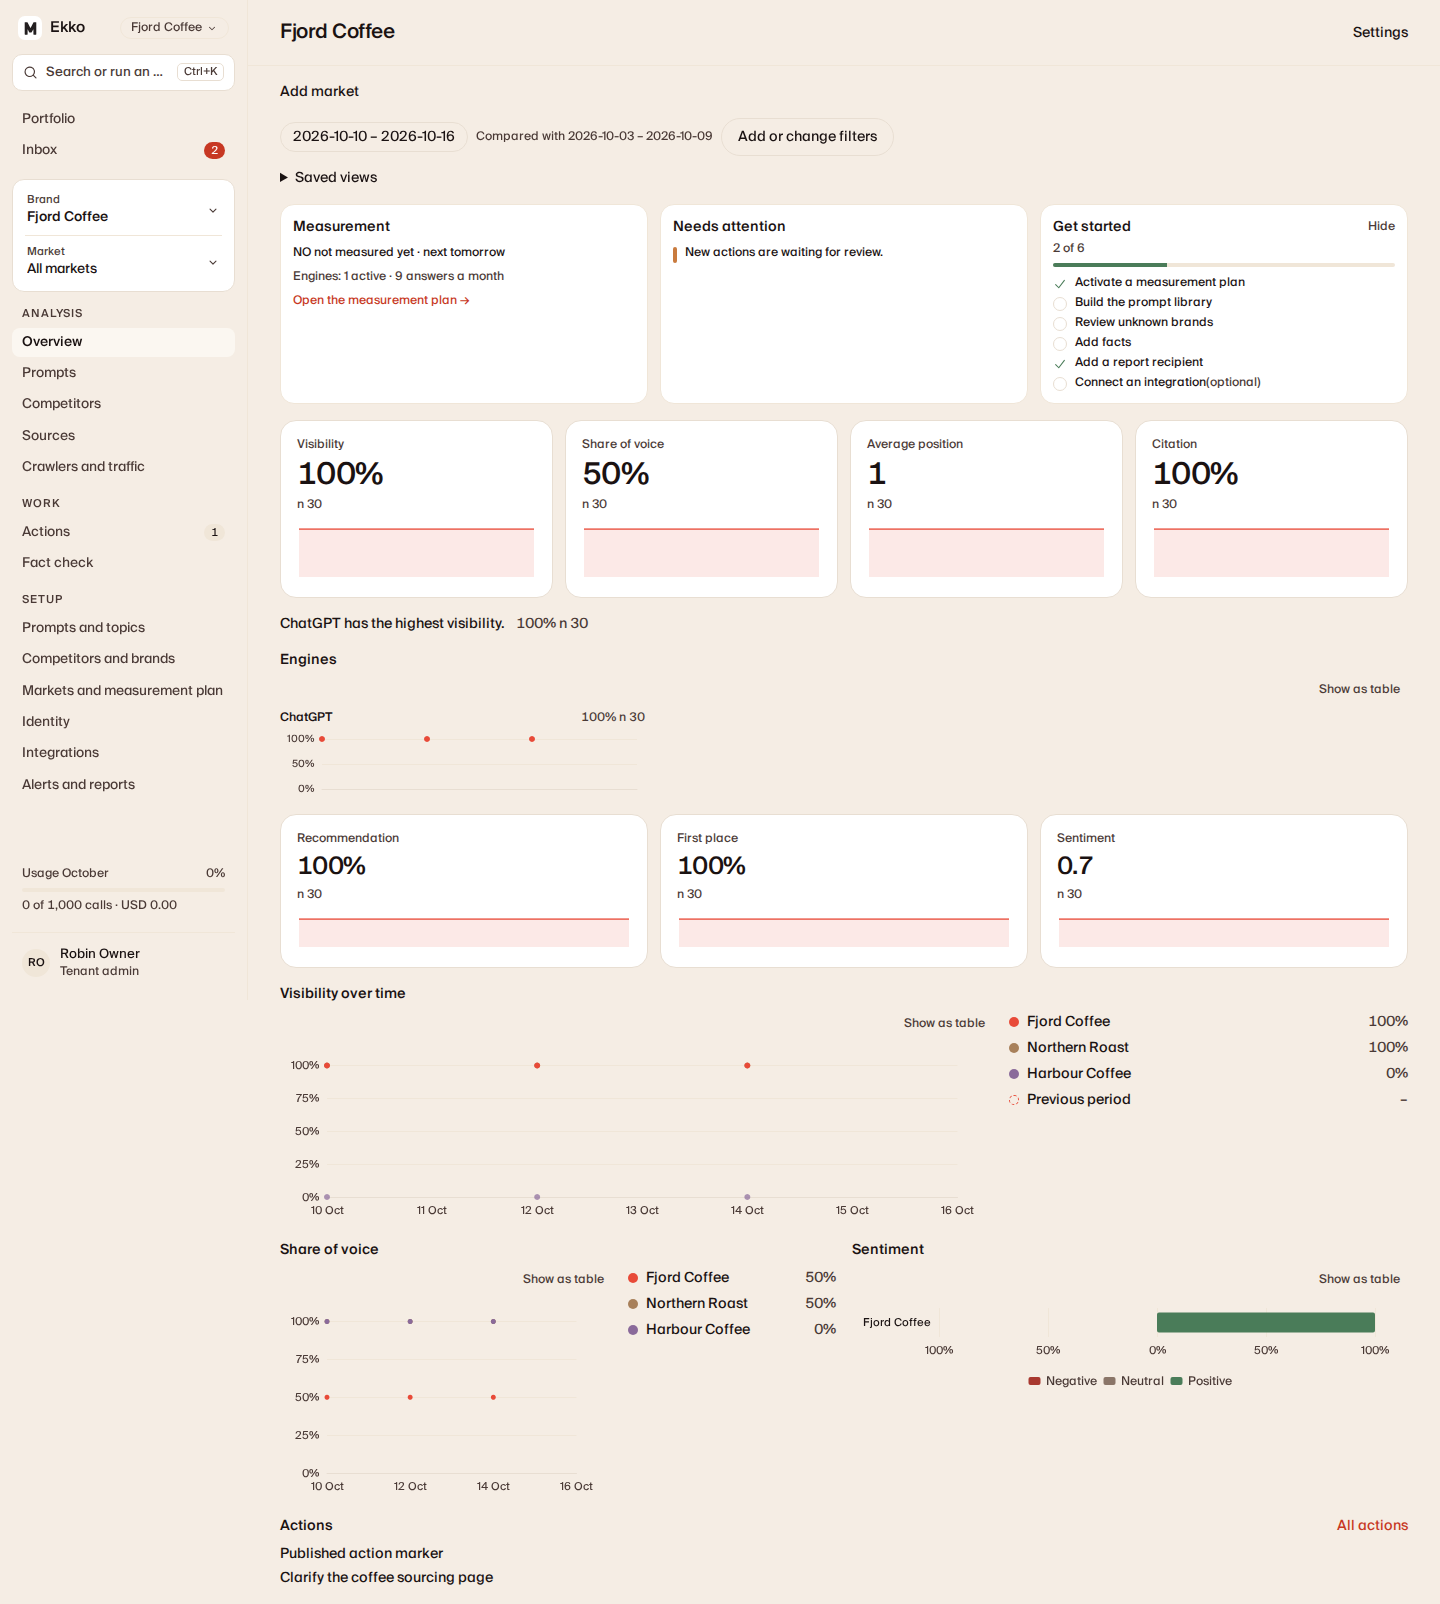 Ekko
Fjord Coffee
Search or run an ...
Ctrl+K
Portfolio
Inbox
2
Brand
Fjord Coffee
Market
All markets
ANALYSIS
Overview
Prompts
Competitors
Sources
Crawlers and traffic
WORK
Actions
1
Fact check
SETUP
Prompts and topics
Competitors and brands
Markets and measurement plan
Identity
Integrations
Alerts and reports
Usage October
0%
0 of 1,000 calls · USD 0.00
RO
Robin Owner
Tenant admin
Fjord Coffee
Settings
Add market
2026-10-10 – 2026-10-16
Compared with 2026-10-03 – 2026-10-09
Add or change filters
Saved views
Measurement
NO not measured yet · next tomorrow
Engines: 1 active · 9 answers a month
Open the measurement plan →
Needs attention
New actions are waiting for review.
Get started
Hide
2 of 6
Activate a measurement plan
Build the prompt library
Review unknown brands
Add facts
Add a report recipient
Connect an integration(optional)
Visibility
100%
n 30
Share of voice
50%
n 30
Average position
1
n 30
Citation
100%
n 30
ChatGPT has the highest visibility. 100% n 30
Engines
Show as table
ChatGPT
100% n 30
100%
50%
0%
Recommendation
100%
n 30
First place
100%
n 30
Sentiment
0.7
n 30
Visibility over time
Show as table
100%
75%
50%
25%
0%
10 Oct
11 Oct
12 Oct
13 Oct
14 Oct
15 Oct
16 Oct
Fjord Coffee
100%
Northern Roast
100%
Harbour Coffee
0%
Previous period
–
Share of voice
Show as table
100%
75%
50%
25%
0%
10 Oct
12 Oct
14 Oct
16 Oct
Fjord Coffee
50%
Northern Roast
50%
Harbour Coffee
0%
Sentiment
Show as table
Fjord Coffee
100%
50%
0%
50%
100%
Negative
Neutral
Positive
Actions
All actions
Published action marker
Clarify the coffee sourcing page